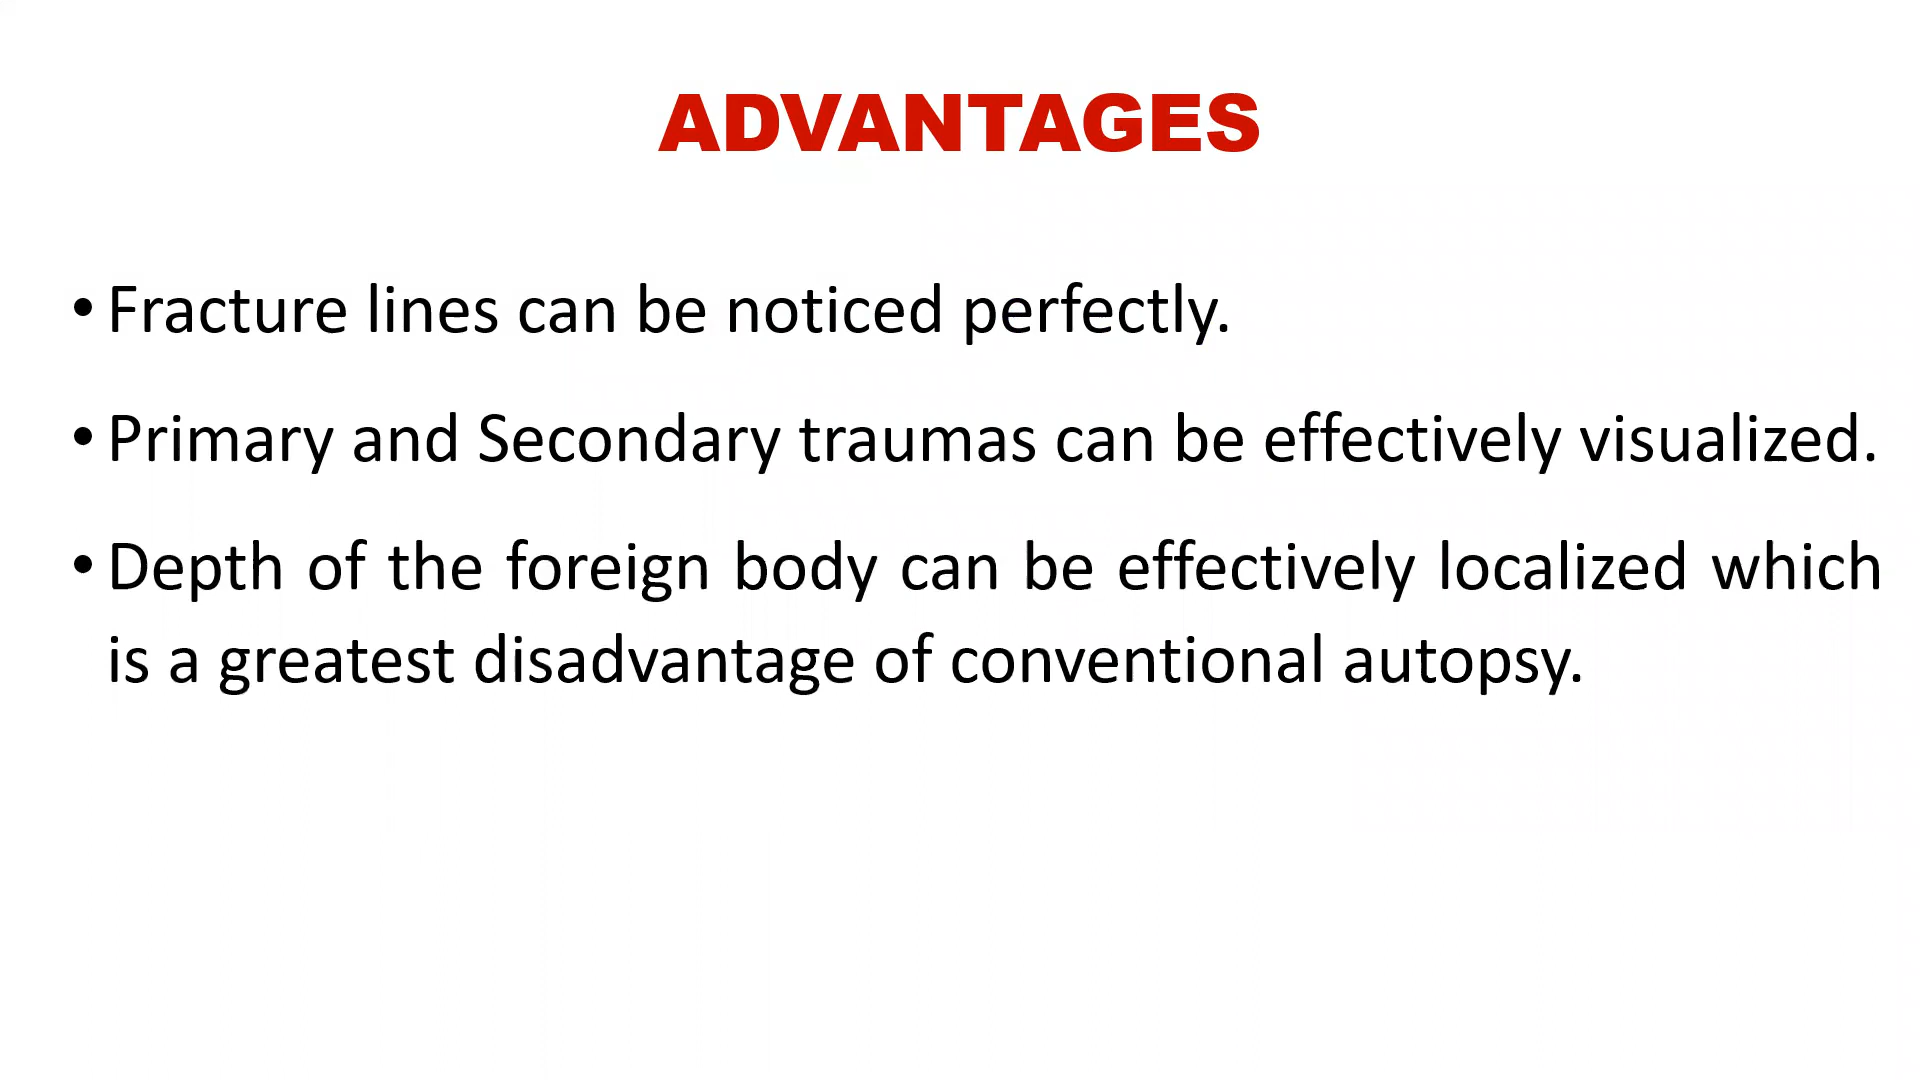 ADVANTAGES
• Fracture lines can be noticed perfectly.
• Primary and Secondary traumas can be effectively visualized.
• Depth of the foreign body can be effectively localized which
is a greatest disadvantage of conventional autopsy.